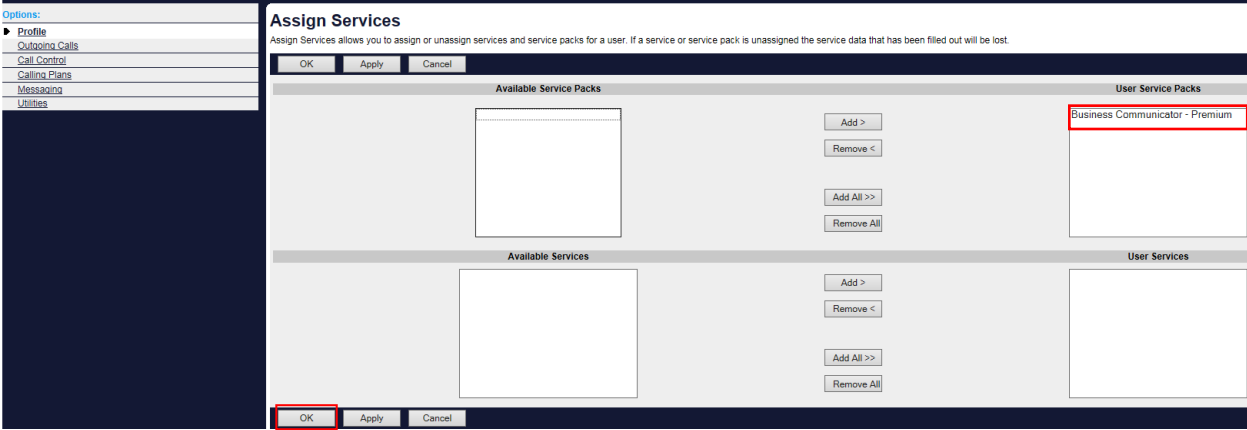 Options:
Profile
Outgoing Calls
Call Control
Calling Plans
Messaging
Utilities
Assign Services
Assign Services allows you to assign or unassign services and service packs for a user. If a service or service pack is unassigned the service data that has been filled out will be lost.
OK Apply Cancel
Available Service Packs User Service Packs
Business Communicator - Premium
Add >
Remove <
Add All >>
Remove All
Available Services User Services
Add >
Remove <
Add All >>
Remove All
OK Apply Cancel